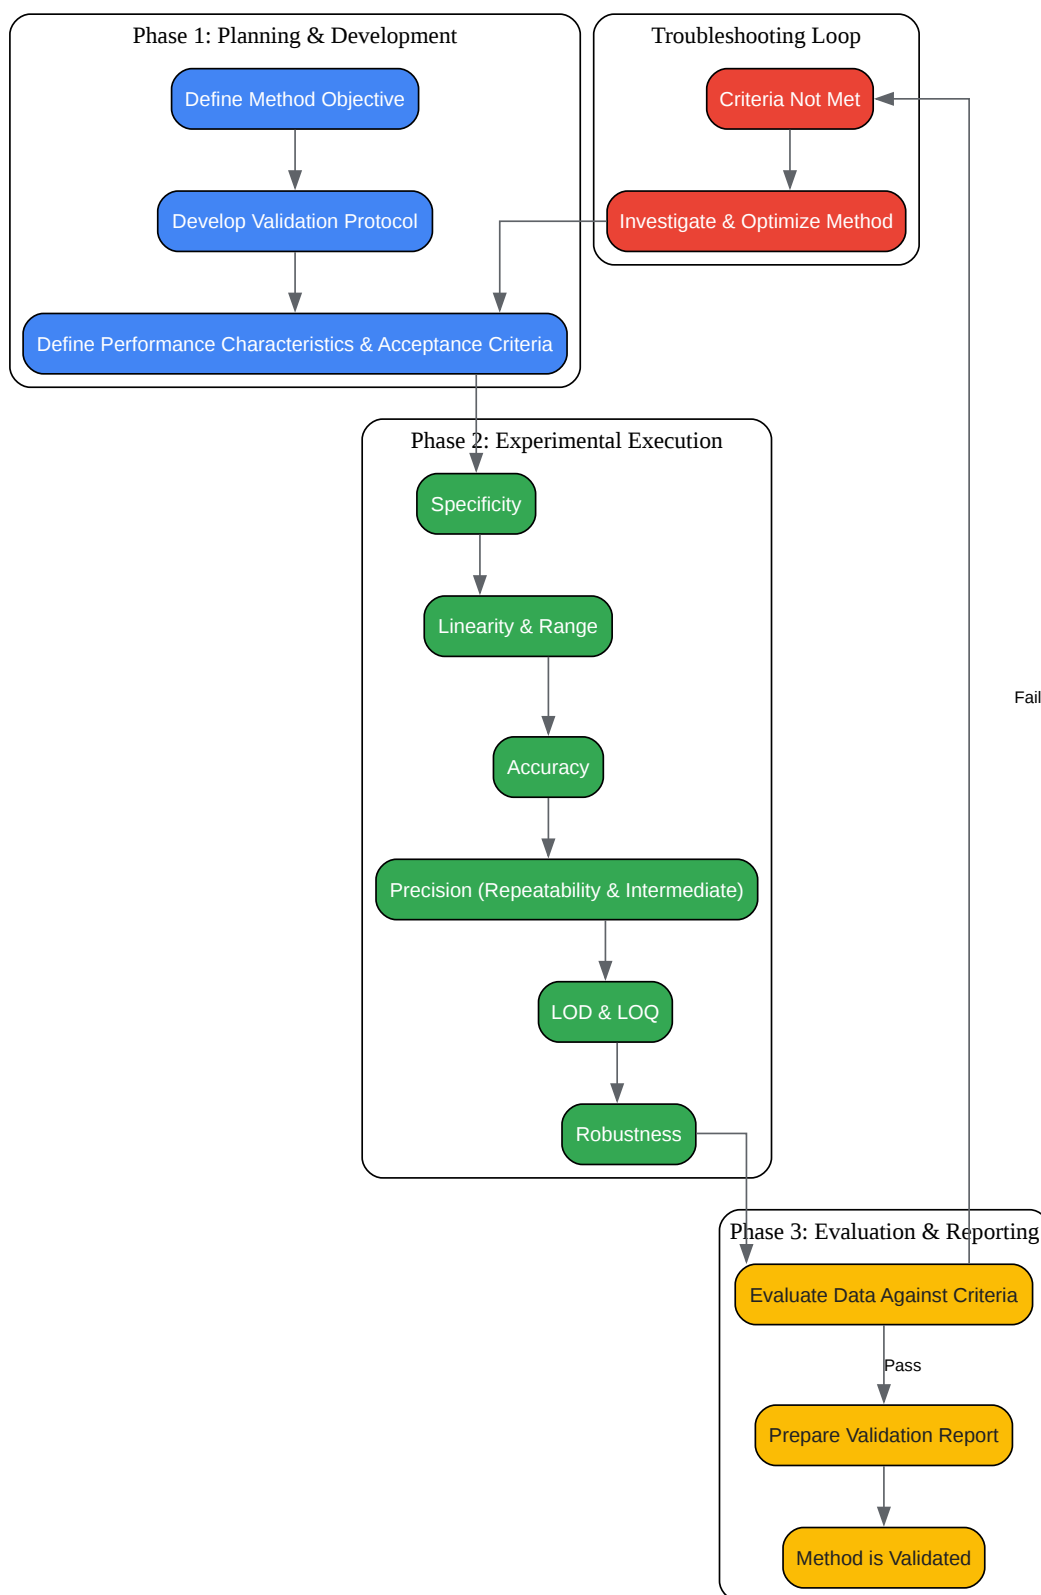 Phase 1: Planning & Development
Define Method Objective
Develop Validation Protocol
Define Performance Characteristics & Acceptance Criteria
Troubleshooting Loop
Criteria Not Met
Investigate & Optimize Method
Phase 2: Experimental Execution
Specificity
Linearity & Range
Accuracy
Precision (Repeatability & Intermediate)
LOD & LOQ
Robustness
Fail
Phase 3: Evaluation & Reporting
Evaluate Data Against Criteria
Pass
Prepare Validation Report
Method is Validated